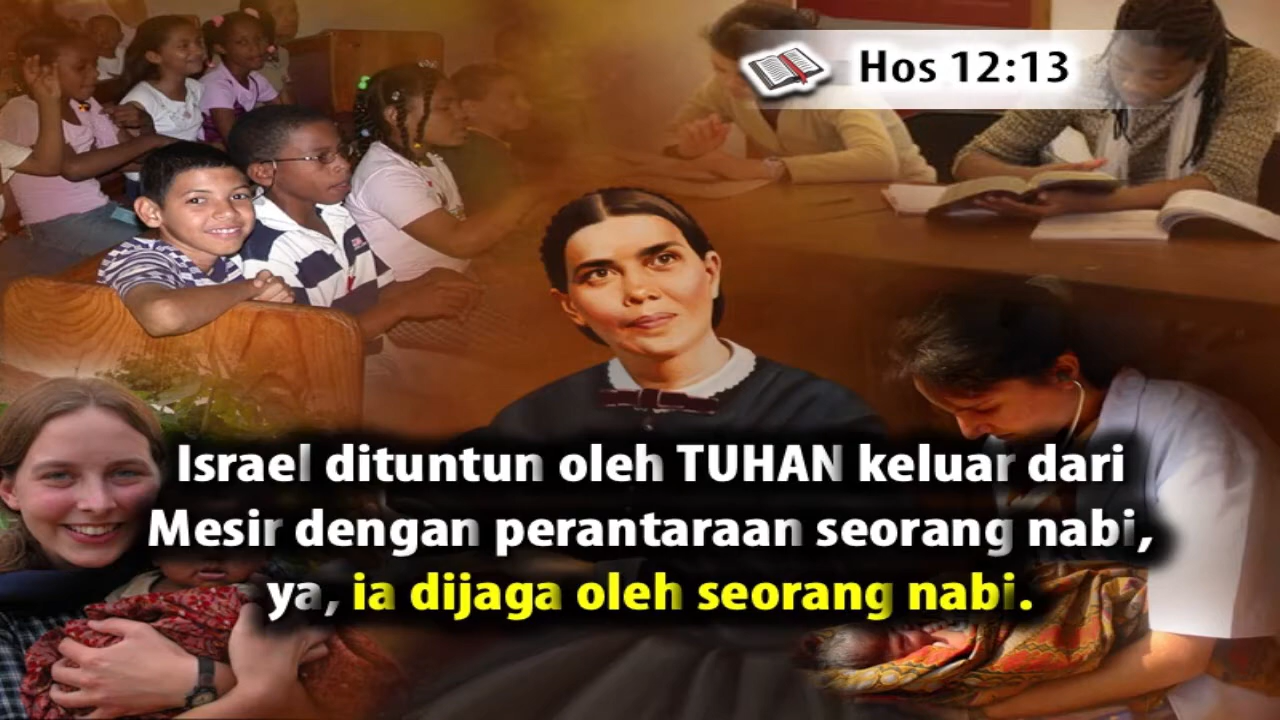 Hos 12:13
Israel dituntun oleh TUHAN keluar dari
Mesir dengan perantaraan seorang nabi,
ya, ia dijaga oleh seorang nabi.